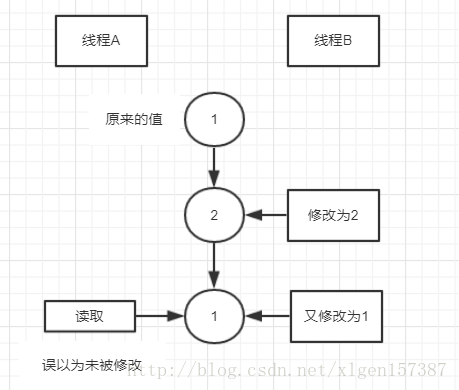 线程A
线程B
原来的值
1
2
修改为2
读取
1
又修改为1
误以为未被修改
http://blog.csdn.net/xlgen157387